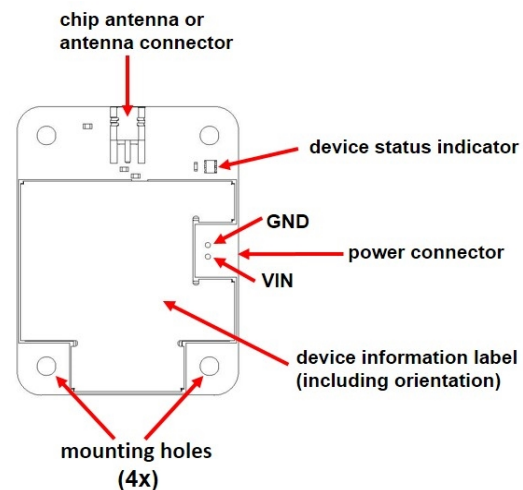 chip antenna or
antenna connector
device status indicator
GND
power connector
VIN
device information label
(including orientation)
mounting holes
(4x)